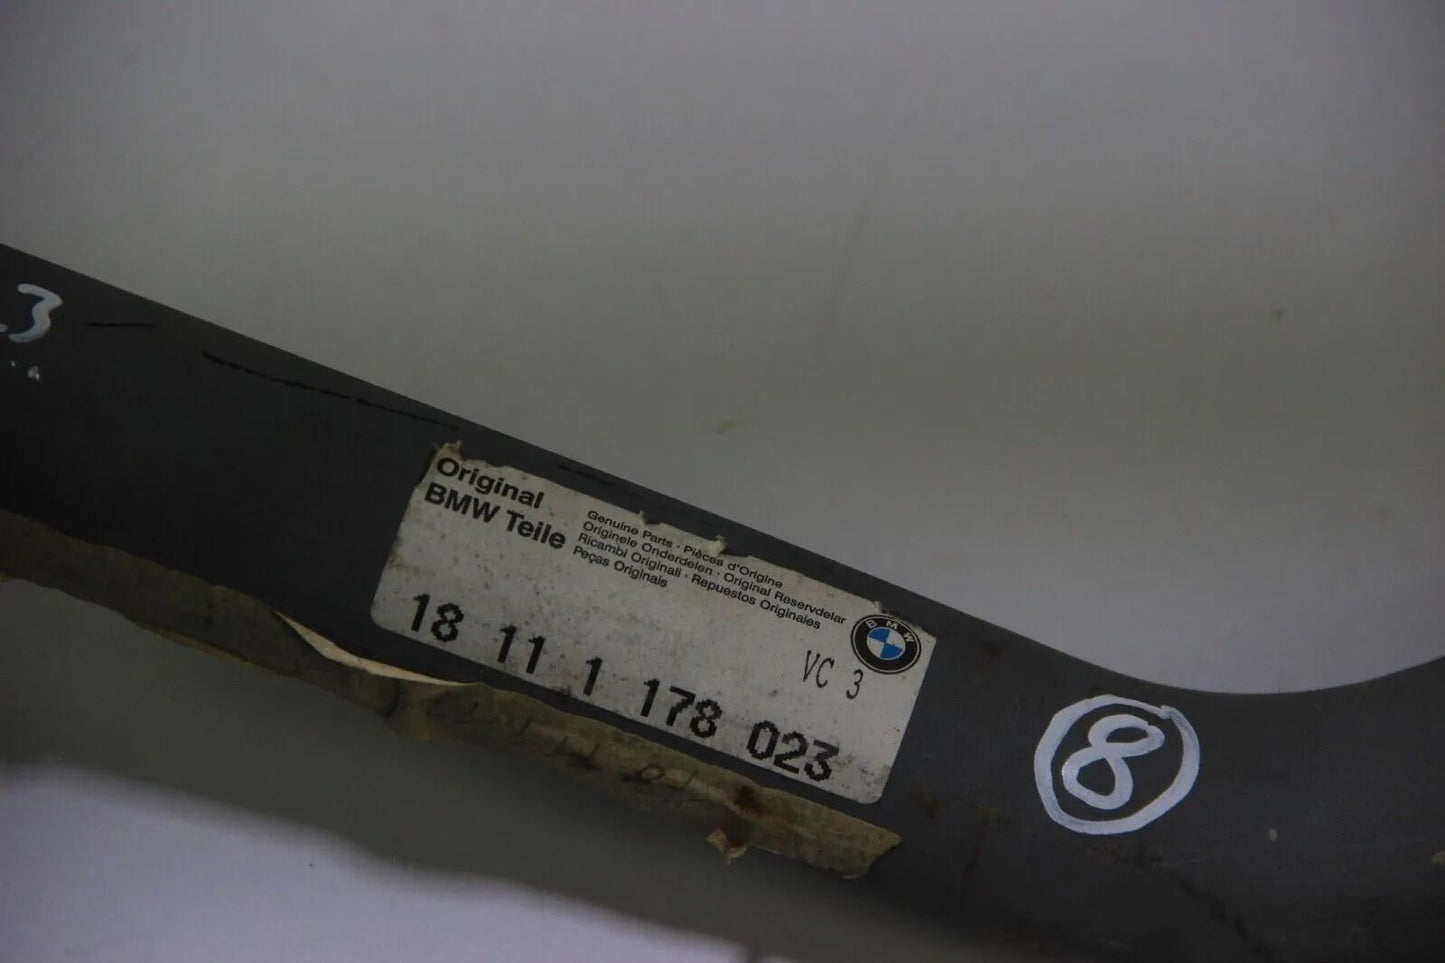 3
Original
BMW Teile
Genuine Parts · Pièces d'Origine
Originele Onderdelen · Original Reservdelar
Ricambi Originali · Repuestos Originales
Peças Originais
BMW
VC 3
18 11 1 178 023
8